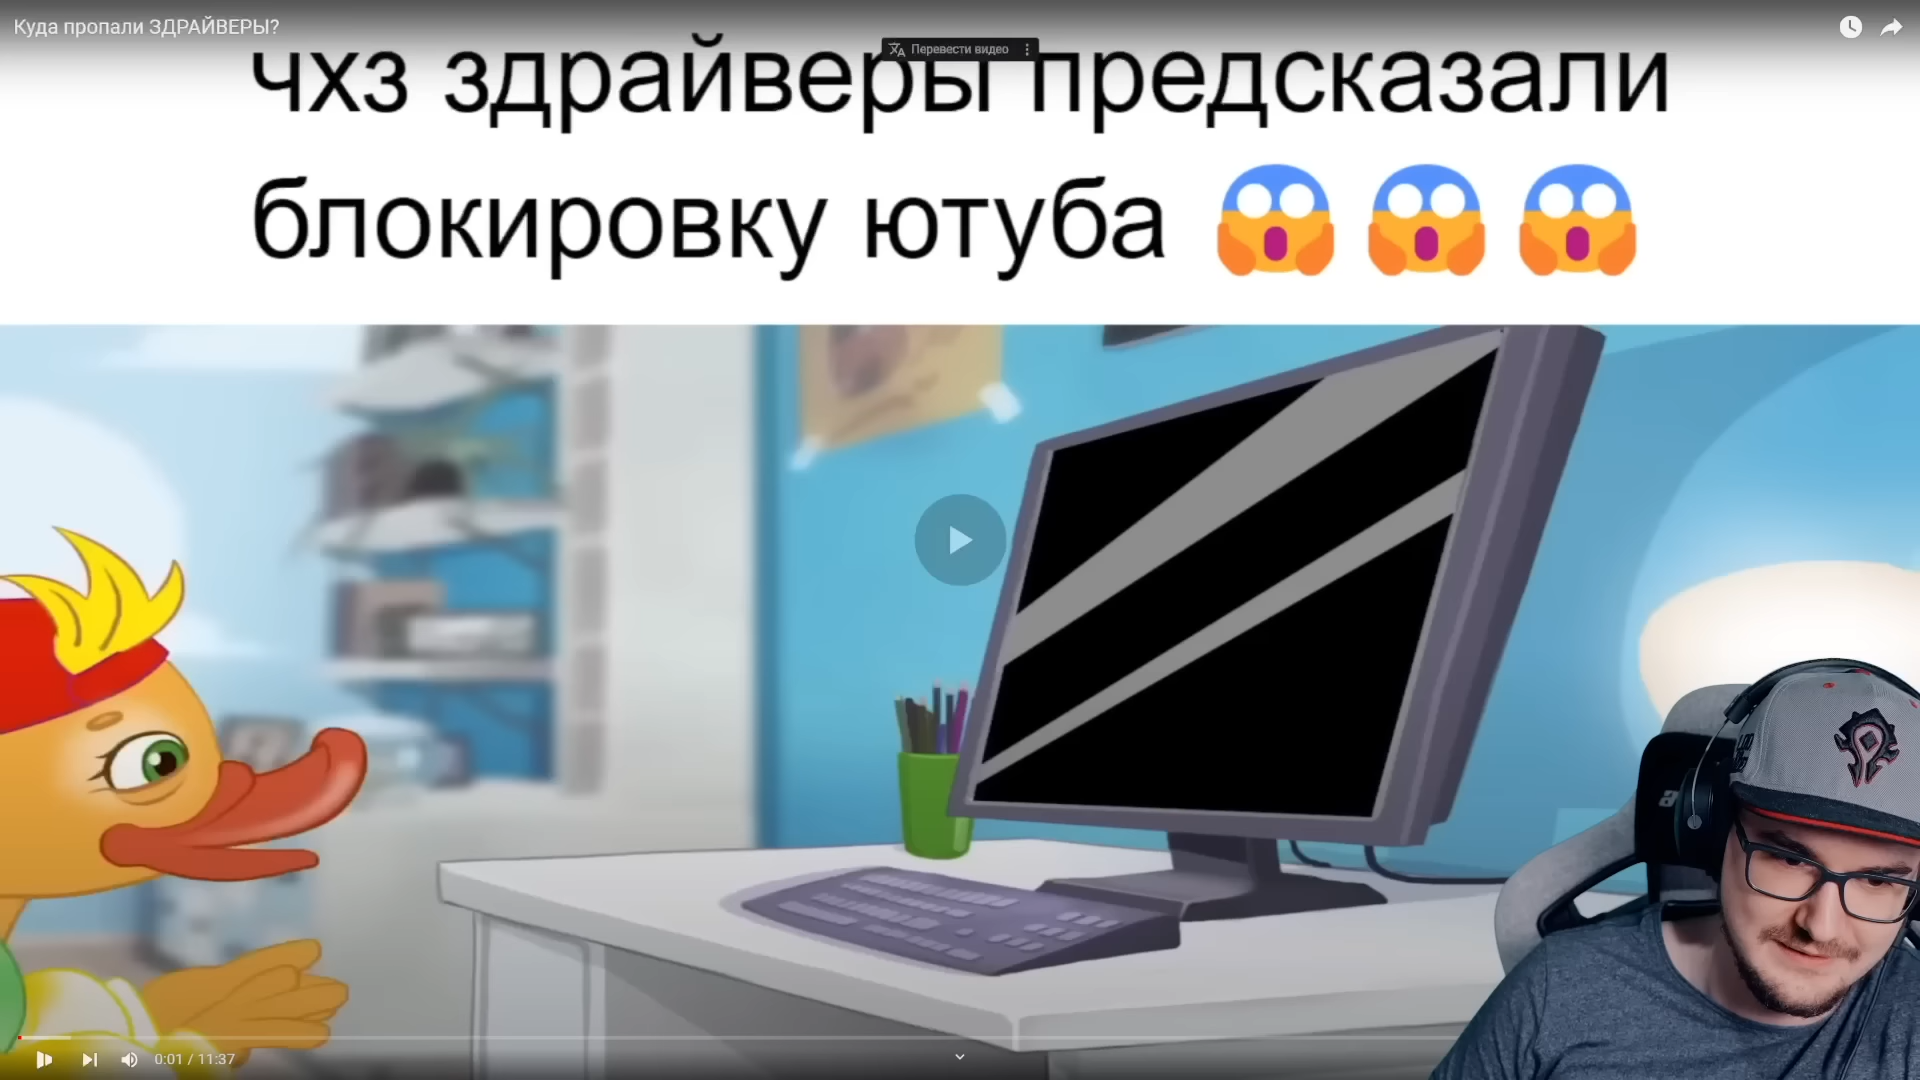 Куда пропали ЗДРАЙВЕРЫ?
Перевести видео
чхз здрайверы предсказали
блокировку ютуба 😱 😱 😱
0:01 / 11:37